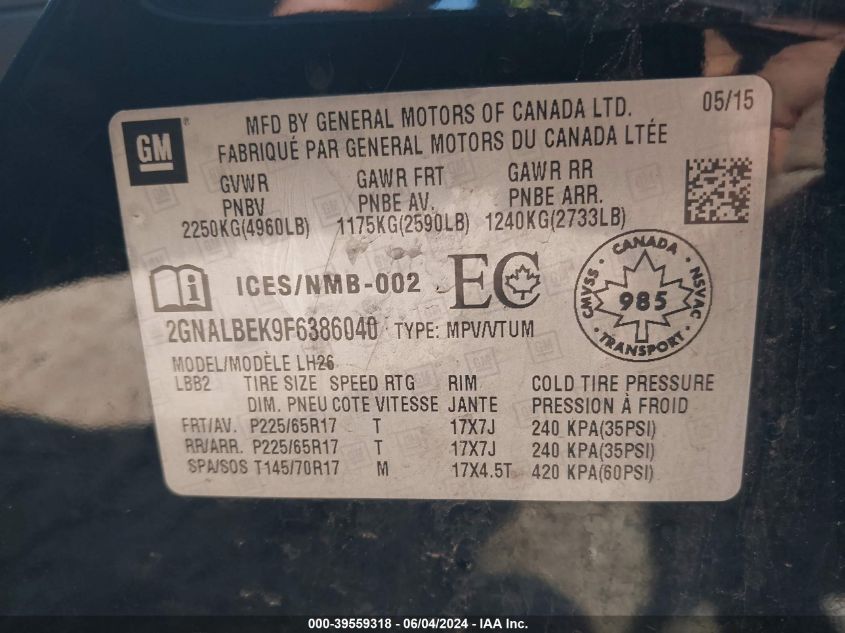 GM
MFD BY GENERAL MOTORS OF CANADA LTD. 05/15
FABRIQUÉ PAR GENERAL MOTORS DU CANADA LTÉE
GVWR GAWR FRT GAWR RR
PNBV PNBE AV. PNBE ARR.
2250KG(4960LB) 1175KG(2590LB) 1240KG(2733LB)
i ICES/NMB-002 EC
CANADA
CMVSS 985 NSVAC
TRANSPORT
2GNALBEK9F6386040 TYPE: MPV/VTUM
MODEL/MODÈLE LH26
LBB2 TIRE SIZE SPEED RTG RIM COLD TIRE PRESSURE
DIM. PNEU COTE VITESSE JANTE PRESSION À FROID
FRT/AV. P225/65R17 T 17X7J 240 KPA(35PSI)
RR/ARR. P225/65R17 T 17X7J 240 KPA(35PSI)
SPA/SOS T145/70R17 M 17X4.5T 420 KPA(60PSI)
000-39559318 - 06/04/2024 - IAA Inc.